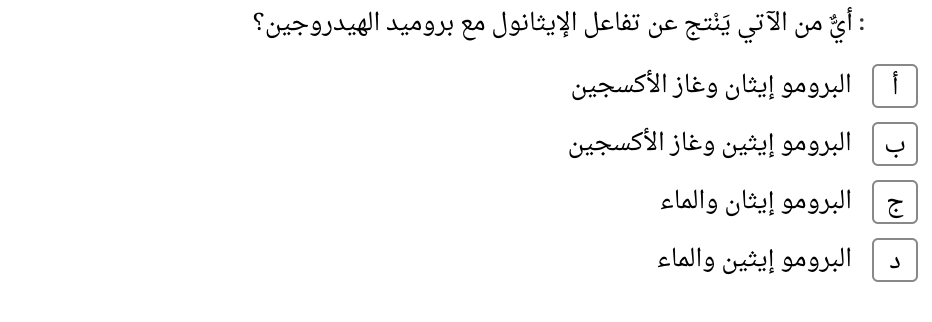 : أيٌّ من الآتي يَنْتج عن تفاعل الإيثانول مع بروميد الهيدروجين؟
أ البرومو إيثان وغاز الأكسجين
ب البرومو إيثين وغاز الأكسجين
ج البرومو إيثان والماء
د البرومو إيثين والماء